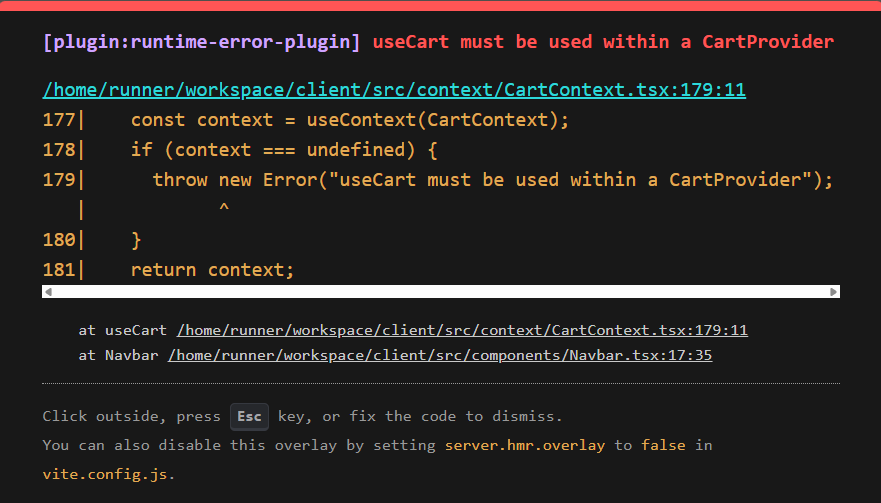 [plugin:runtime-error-plugin] useCart must be used within a CartProvider
/home/runner/workspace/client/src/context/CartContext.tsx:179:11
177|    const context = useContext(CartContext);
178|    if (context === undefined) {
179|      throw new Error("useCart must be used within a CartProvider");
   |            ^
180|    }
181|    return context;
at useCart /home/runner/workspace/client/src/context/CartContext.tsx:179:11
at Navbar /home/runner/workspace/client/src/components/Navbar.tsx:17:35
Click outside, press Esc key, or fix the code to dismiss.
You can also disable this overlay by setting server.hmr.overlay to false in
vite.config.js.